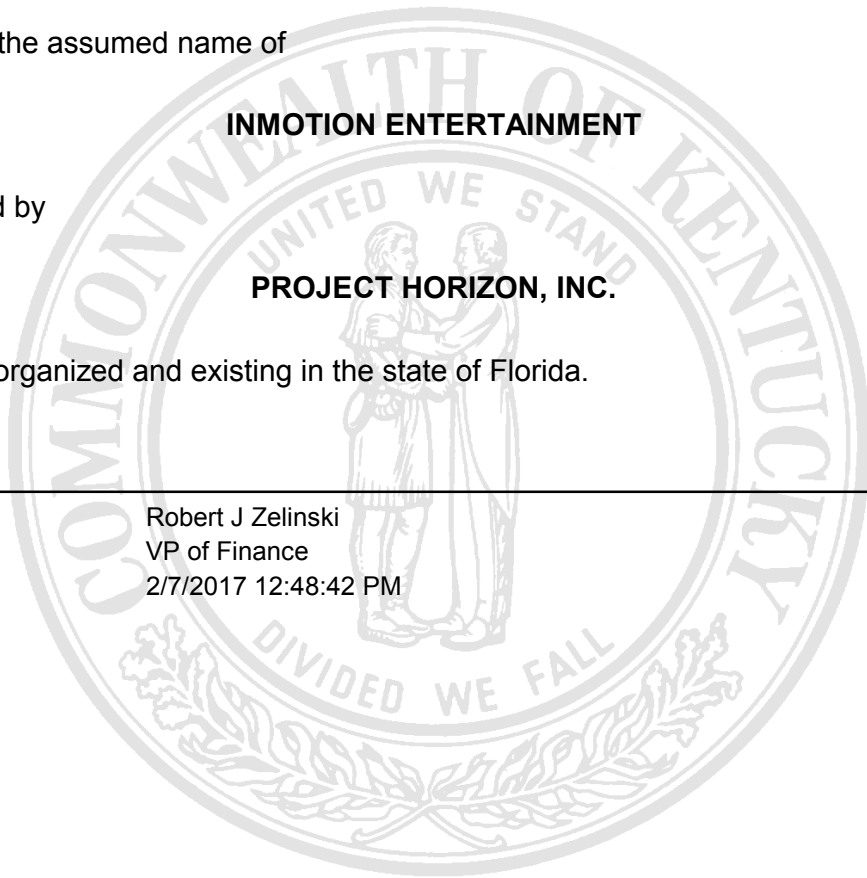 the assumed name of
INMOTION ENTERTAINMENT
d by
PROJECT HORIZON, INC.
organized and existing in the state of Florida.
Robert J Zelinski
VP of Finance
2/7/2017 12:48:42 PM
COMMONWEALTH OF KENTUCKY
UNITED WE STAND
DIVIDED WE FALL